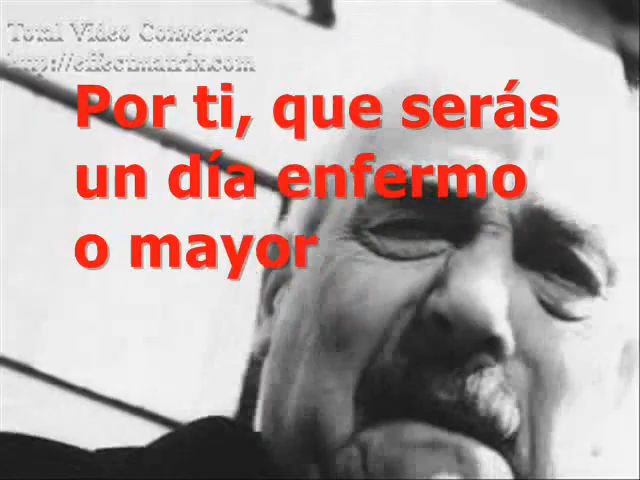 Total Video Converter
http://effectmatrix.com
Por ti, que serás
un día enfermo
o mayor